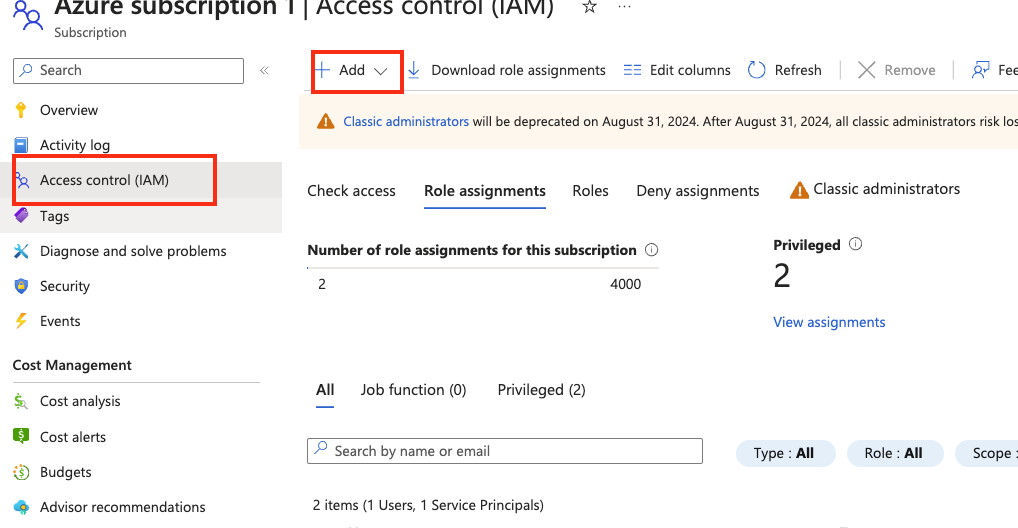 Azure subscription 1 | Access control (IAM) ☆ ...
Subscription
Search «
+ Add Download role assignments Edit columns Refresh Remove Fee
Classic administrators will be deprecated on August 31, 2024. After August 31, 2024, all classic administrators risk los
Overview
Activity log
Access control (IAM)
Tags
Diagnose and solve problems
Security
Events
Cost Management
Cost analysis
Cost alerts
Budgets
Advisor recommendations
Check access Role assignments Roles Deny assignments Classic administrators
Number of role assignments for this subscription
2 4000
Privileged
2
View assignments
All Job function (0) Privileged (2)
Search by name or email
Type : All Role : All Scope :
2 items (1 Users, 1 Service Principals)